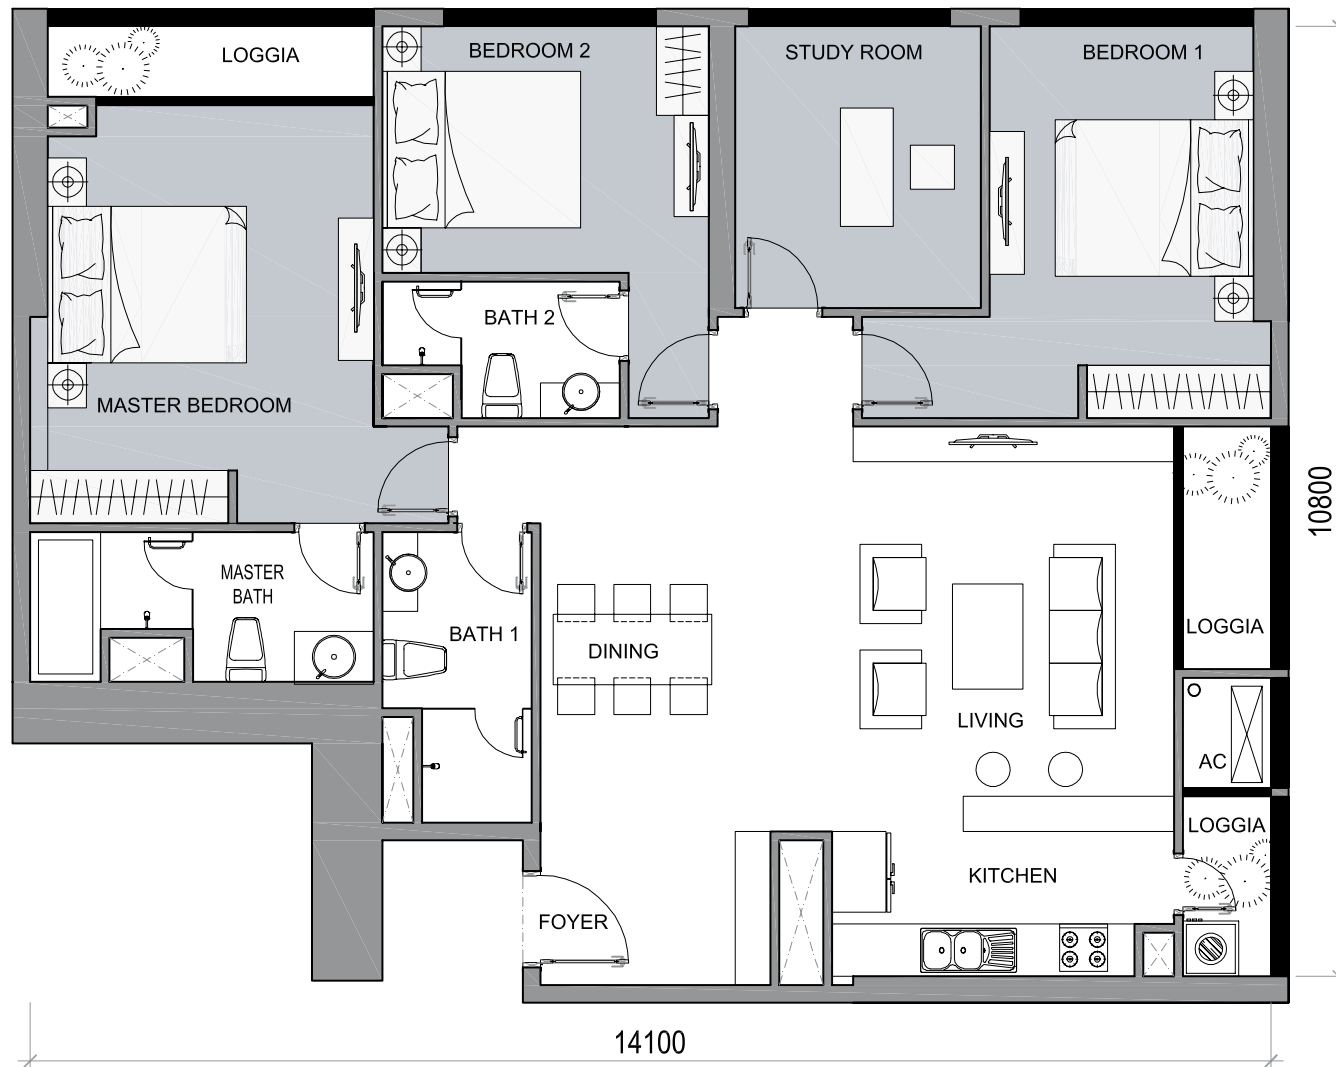 LOGGIA
BEDROOM 2
STUDY ROOM
BEDROOM 1
BATH 2
MASTER BEDROOM
10800
MASTER
BATH
BATH 1
DINING
LOGGIA
LIVING
AC
LOGGIA
KITCHEN
FOYER
14100